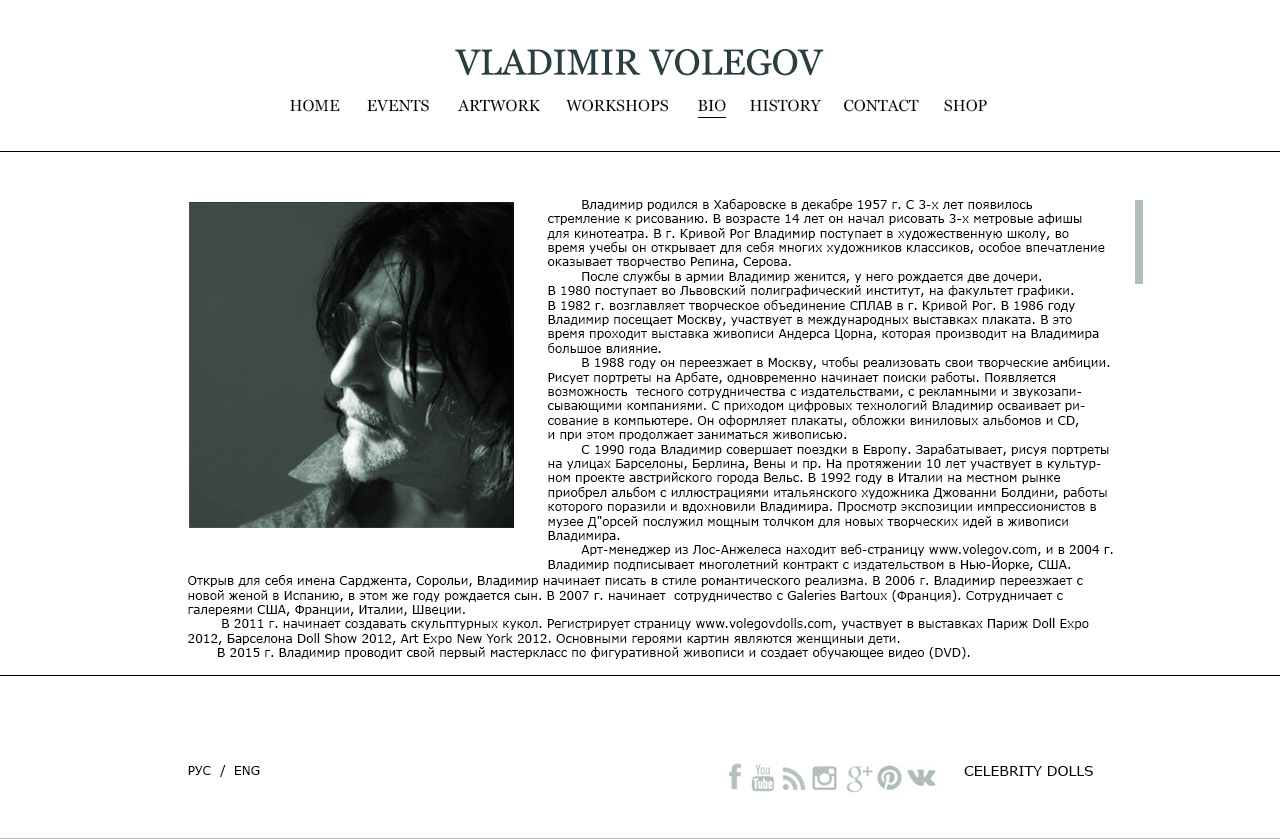 VLADIMIR VOLEGOV
HOME EVENTS ARTWORK WORKSHOPS BIO HISTORY CONTACT SHOP
Владимир родился в Хабаровске в декабре 1957 г. С 3-х лет появилось
стремление к рисованию. В возрасте 14 лет он начал рисовать 3-х метровые афишы
для кинотеатра. В г. Кривой Рог Владимир поступает в художественную школу, во
время учебы он открывает для себя многих художников классиков, особое впечатление
оказывает творчество Репина, Серова.
После службы в армии Владимир женится, у него рождается две дочери.
В 1980 поступает во Львовский полиграфический институт, на факультет графики.
В 1982 г. возглавляет творческое объединение СПЛАВ в г. Кривой Рог. В 1986 году
Владимир посещает Москву, участвует в международных выставках плаката. В это
время проходит выставка живописи Андерса Цорна, которая производит на Владимира
большое влияние.
В 1988 году он переезжает в Москву, чтобы реализовать свои творческие амбиции.
Рисует портреты на Арбате, одновременно начинает поиски работы. Появляется
возможность  тесного сотрудничества с издательствами, с рекламными и звукозапи-
сывающими компаниями. С приходом цифровых технологий Владимир осваивает ри-
сование в компьютере. Он оформляет плакаты, обложки виниловых альбомов и CD,
и при этом продолжает заниматься живописью.
С 1990 года Владимир совершает поездки в Европу. Зарабатывает, рисуя портреты
на улицах Барселоны, Берлина, Вены и пр. На протяжении 10 лет участвует в культур-
ном проекте австрийского города Вельс. В 1992 году в Италии на местном рынке
приобрел альбом с иллюстрациями итальянского художника Джованни Болдини, работы
которого поразили и вдохновили Владимира. Просмотр экспозиции импрессионистов в
музее Д"орсей послужил мощным толчком для новых творческих идей в живописи
Владимира.
Арт-менеджер из Лос-Анжелеса находит веб-страницу www.volegov.com, и в 2004 г.
Владимир подписывает многолетний контракт с издательством в Нью-Йорке, США.
Открыв для себя имена Сарджента, Сорольи, Владимир начинает писать в стиле романтического реализма. В 2006 г. Владимир переезжает с
новой женой в Испанию, в этом же году рождается сын. В 2007 г. начинает  сотрудничество с Galeries Bartoux (Франция). Сотрудничает с
галереями США, Франции, Италии, Швеции.
В 2011 г. начинает создавать скульптурных кукол. Регистрирует страницу www.volegovdolls.com, участвует в выставках Париж Doll Expo
2012, Барселона Doll Show 2012, Art Expo New York 2012. Основными героями картин являются женщиныи дети.
В 2015 г. Владимир проводит свой первый мастеркласс по фигуративной живописи и создает обучающее видео (DVD).
РУС / ENG
You
Tube
CELEBRITY DOLLS